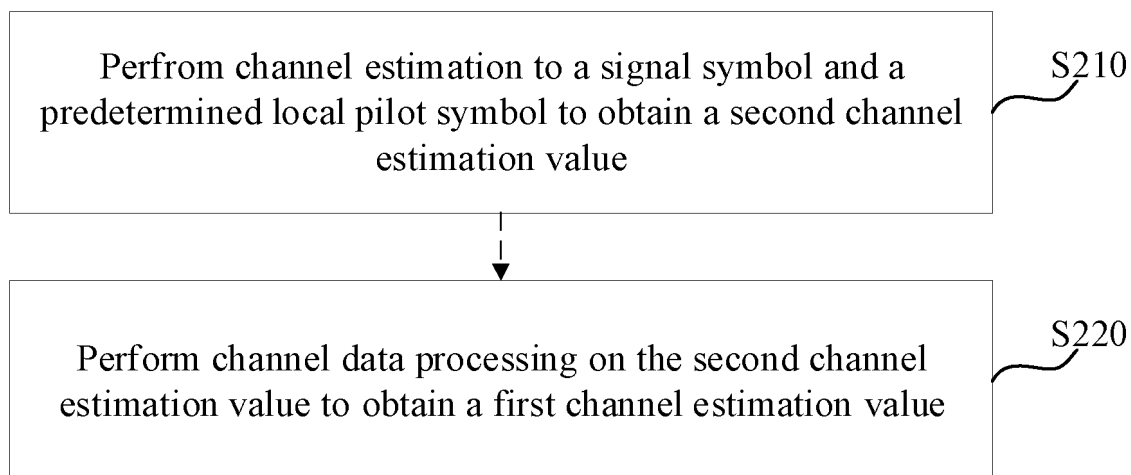 Perfrom channel estimation to a signal symbol and a
predetermined local pilot symbol to obtain a second channel
estimation value
S210
Perform channel data processing on the second channel
estimation value to obtain a first channel estimation value
S220